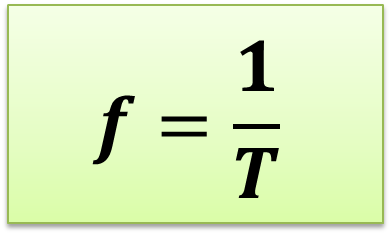 f = 1/T